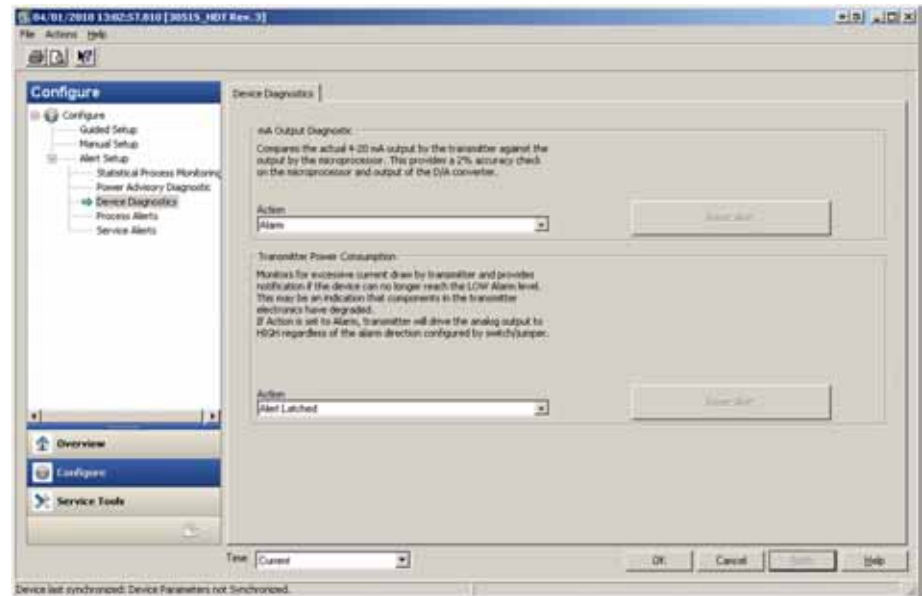 04/01/2010 13:02:57.810 [3051S_HDT Rev. 3]
File Actions Help
Configure
Configure
Guided Setup
Manual Setup
Alert Setup
Statistical Process Monitoring
Power Advisory Diagnostic
Device Diagnostics
Process Alerts
Service Alerts
Overview
Configure
Service Tools
Device Diagnostics
mA Output Diagnostic
Compares the actual 4-20 mA output by the transmitter against the
output by the microprocessor. This provides a 2% accuracy check
on the microprocessor and output of the D/A converter.
Action
Alarm
Reset Alert
Transmitter Power Consumption
Monitors for excessive current draw by transmitter and provides
notification if the device can no longer reach the LOW Alarm level.
This may be an indication that components in the transmitter
electronics have degraded.
If Action is set to Alarm, transmitter will drive the analog output to
HIGH regardless of the alarm direction configured by switch/jumper.
Action
Alert Latched
Reset Alert
Time: Current
OK Cancel Help
Device last synchronized: Device Parameters not Synchronized.